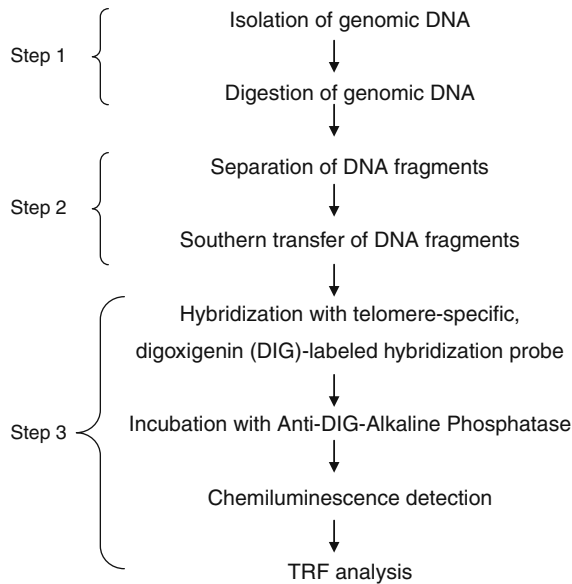 Isolation of genomic DNA
Step 1
Digestion of genomic DNA
Separation of DNA fragments
Step 2
Southern transfer of DNA fragments
Hybridization with telomere-specific,
digoxigenin (DIG)-labeled hybridization probe
Step 3
Incubation with Anti-DIG-Alkaline Phosphatase
Chemiluminescence detection
TRF analysis